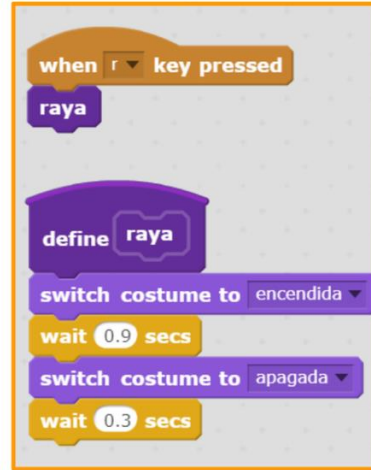 when r key pressed
raya
define raya
switch costume to encendida
wait 0.9 secs
switch costume to apagada
wait 0.3 secs